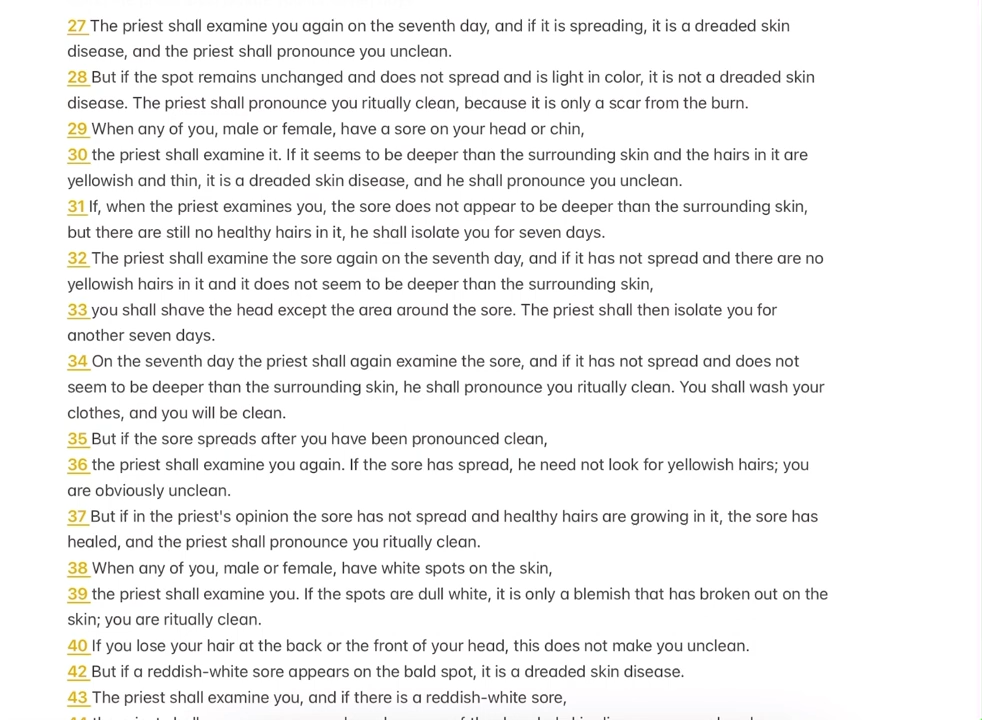 27 The priest shall examine you again on the seventh day, and if it is spreading, it is a dreaded skin
disease, and the priest shall pronounce you unclean.
28 But if the spot remains unchanged and does not spread and is light in color, it is not a dreaded skin
disease. The priest shall pronounce you ritually clean, because it is only a scar from the burn.
29 When any of you, male or female, have a sore on your head or chin,
30 the priest shall examine it. If it seems to be deeper than the surrounding skin and the hairs in it are
yellowish and thin, it is a dreaded skin disease, and he shall pronounce you unclean.
31 If, when the priest examines you, the sore does not appear to be deeper than the surrounding skin,
but there are still no healthy hairs in it, he shall isolate you for seven days.
32 The priest shall examine the sore again on the seventh day, and if it has not spread and there are no
yellowish hairs in it and it does not seem to be deeper than the surrounding skin,
33 you shall shave the head except the area around the sore. The priest shall then isolate you for
another seven days.
34 On the seventh day the priest shall again examine the sore, and if it has not spread and does not
seem to be deeper than the surrounding skin, he shall pronounce you ritually clean. You shall wash your
clothes, and you will be clean.
35 But if the sore spreads after you have been pronounced clean,
36 the priest shall examine you again. If the sore has spread, he need not look for yellowish hairs; you
are obviously unclean.
37 But if in the priest's opinion the sore has not spread and healthy hairs are growing in it, the sore has
healed, and the priest shall pronounce you ritually clean.
38 When any of you, male or female, have white spots on the skin,
39 the priest shall examine you. If the spots are dull white, it is only a blemish that has broken out on the
skin; you are ritually clean.
40 If you lose your hair at the back or the front of your head, this does not make you unclean.
42 But if a reddish-white sore appears on the bald spot, it is a dreaded skin disease.
43 The priest shall examine you, and if there is a reddish-white sore,